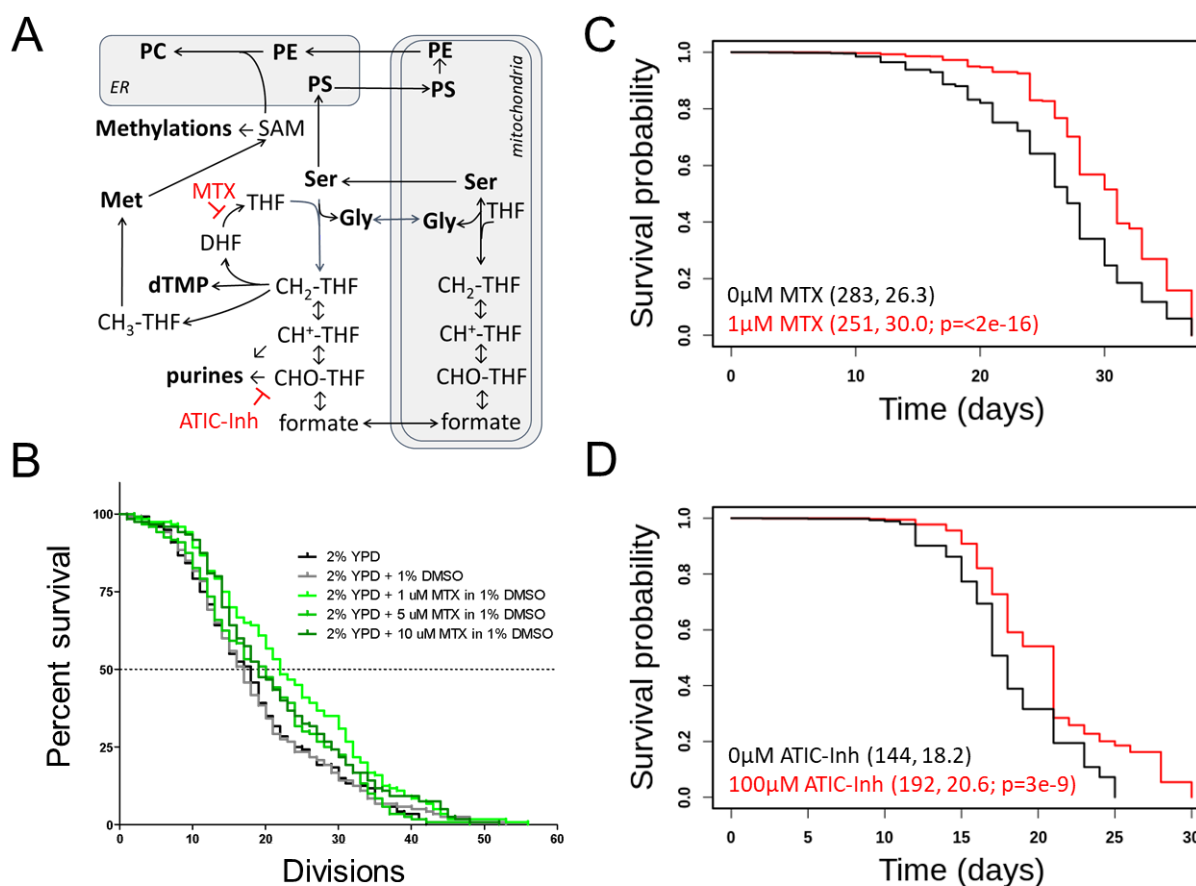 A
PC
PE
PE
ER
PS
PS
mitochondria
Methylations
SAM
Ser
Ser
Met
MTX
THF
Gly
Gly
THF
DHF
dTMP
CH2-THF
CH2-THF
CH3-THF
CH+-THF
CH+-THF
purines
CHO-THF
CHO-THF
ATIC-Inh
formate
formate
B
Percent survival
100
75
50
25
0
2% YPD
2% YPD + 1% DMSO
2% YPD + 1 uM MTX in 1% DMSO
2% YPD + 5 uM MTX in 1% DMSO
2% YPD + 10 uM MTX in 1% DMSO
0 10 20 30 40 50 60
Divisions
C
Survival probability
1.0
0.8
0.6
0.4
0.2
0.0
0µM MTX (283, 26.3)
1µM MTX (251, 30.0; p=<2e-16)
0 10 20 30
Time (days)
D
Survival probability
1.0
0.8
0.6
0.4
0.2
0.0
0µM ATIC-Inh (144, 18.2)
100µM ATIC-Inh (192, 20.6; p=3e-9)
0 5 10 15 20 25 30
Time (days)